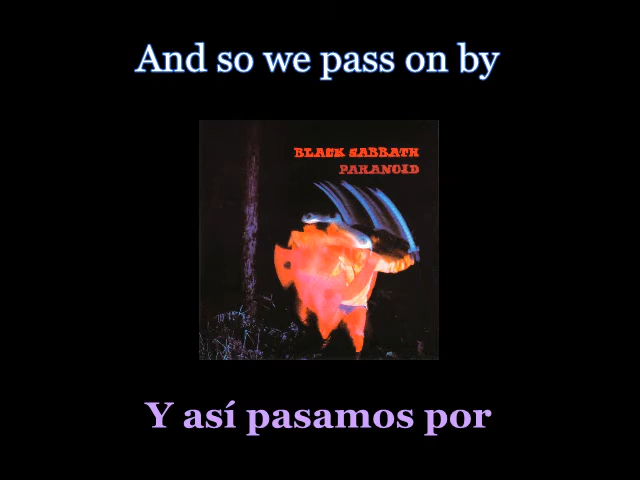 And so we pass on by
BLACK SABBATH
PARANOID
Y así pasamos por